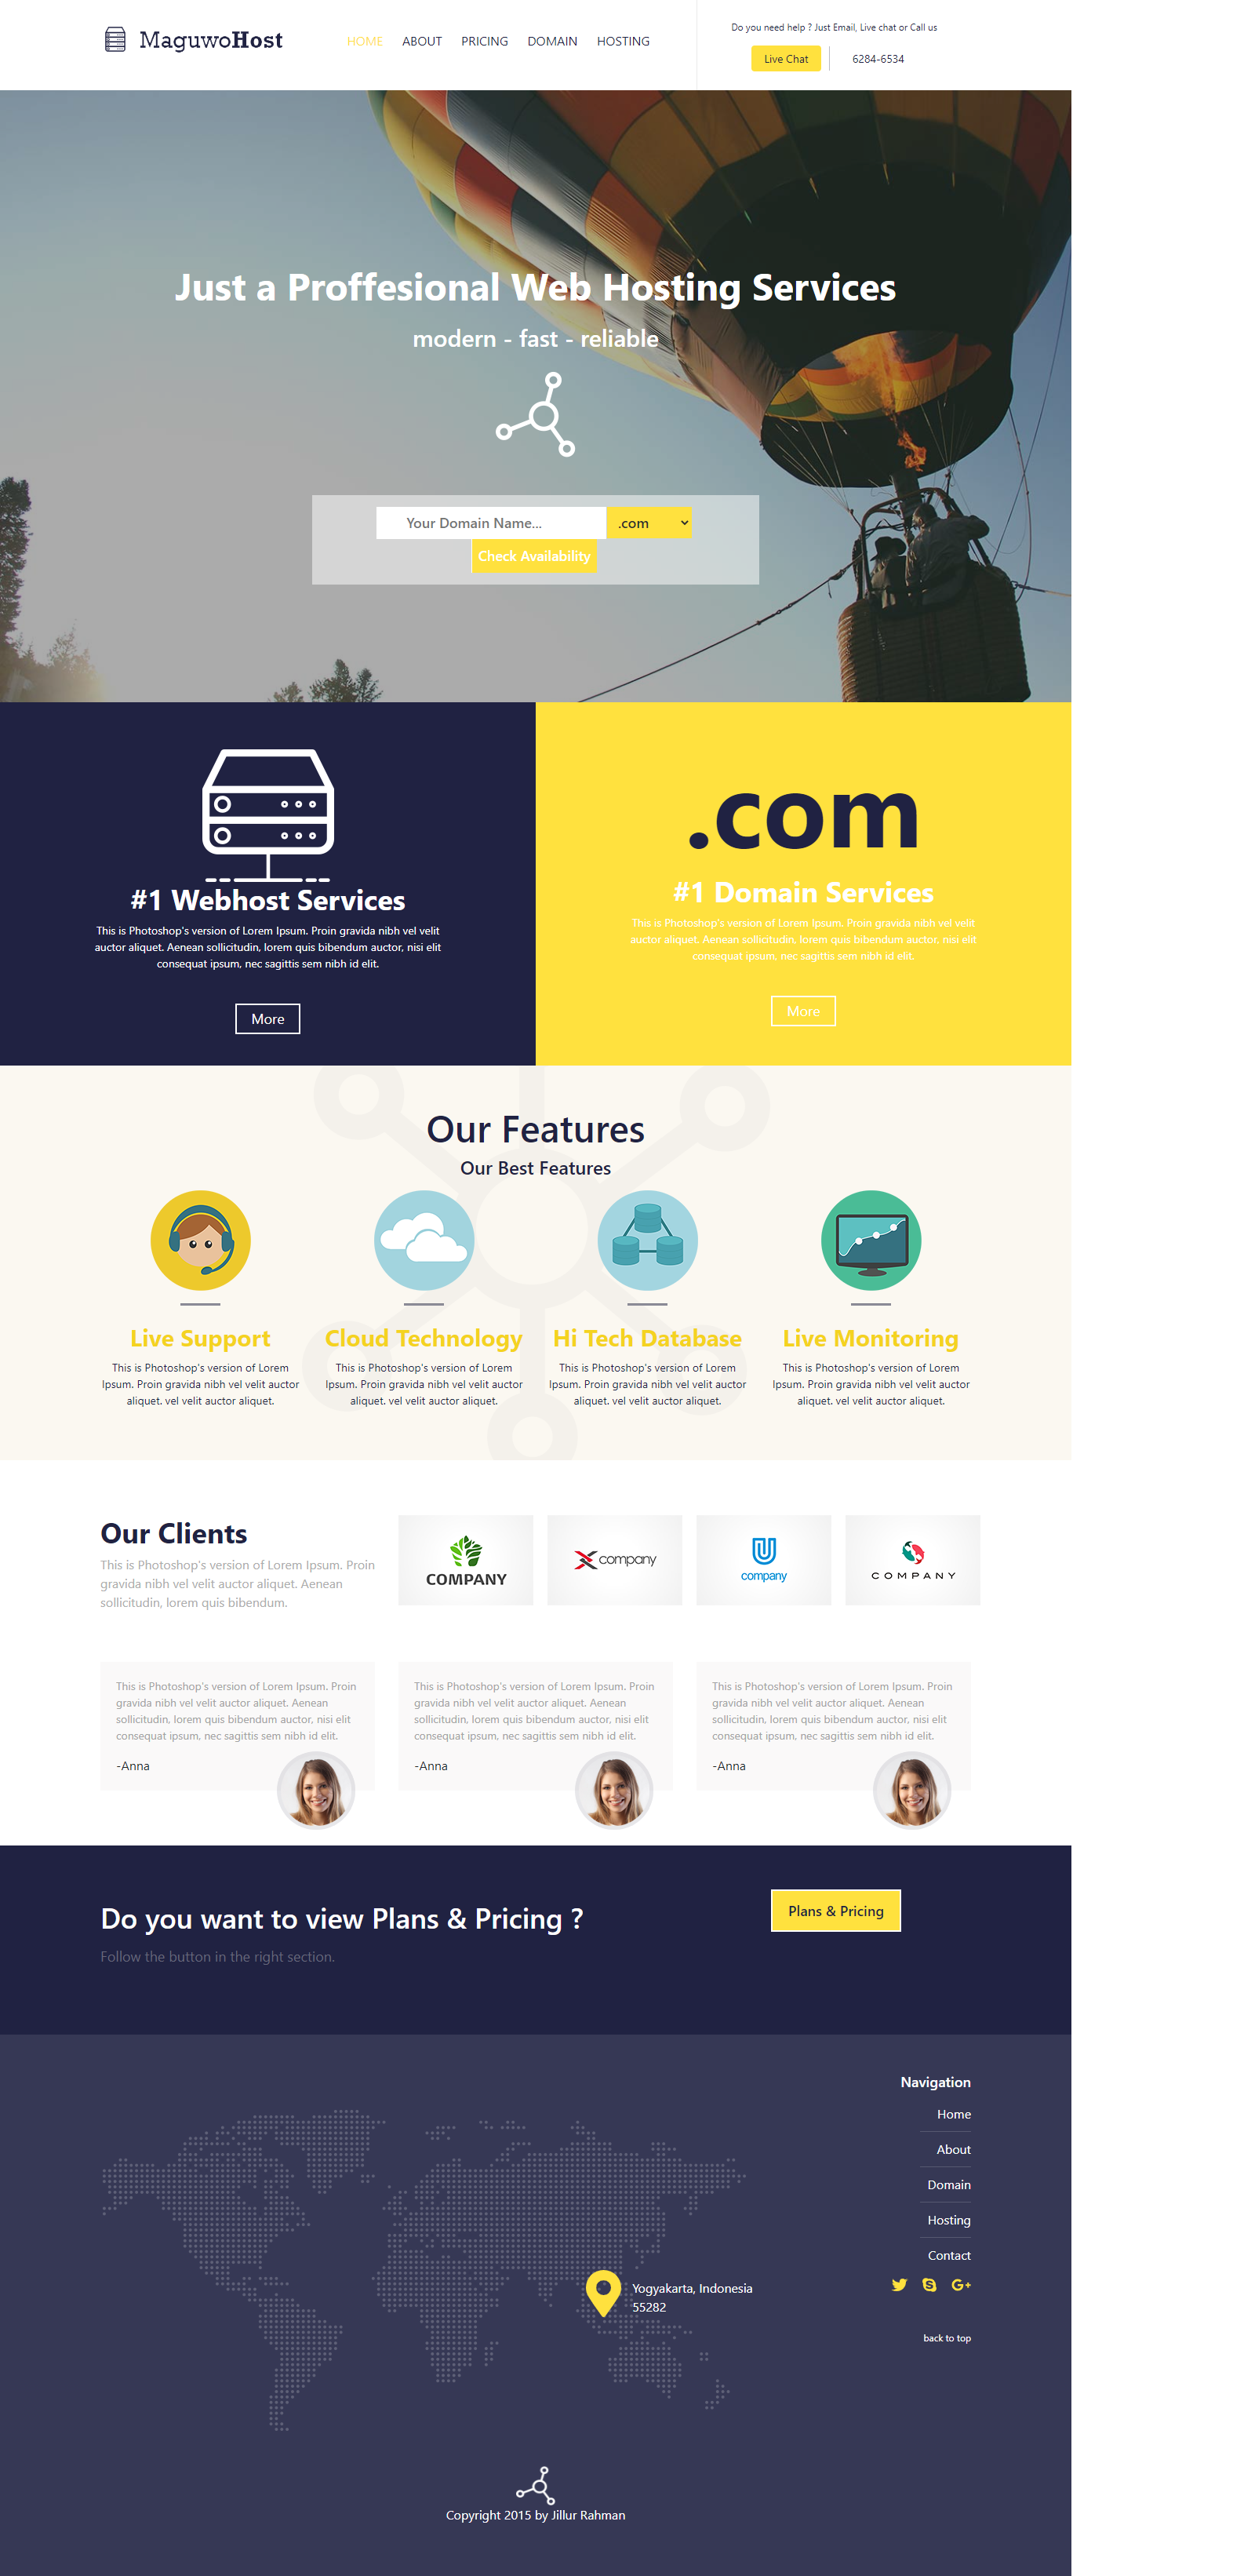 MaguwoHost
HOME ABOUT PRICING DOMAIN HOSTING
Do you need help ? Just Email, Live chat or Call us
Live Chat
6284-6534
Just a Proffesional Web Hosting Services
modern - fast - reliable
Your Domain Name...
.com
Check Availability
#1 Webhost Services
This is Photoshop's version of Lorem Ipsum. Proin gravida nibh vel velit
auctor aliquet. Aenean sollicitudin, lorem quis bibendum auctor, nisi elit
consequat ipsum, nec sagittis sem nibh id elit.
More
.com
#1 Domain Services
This is Photoshop's version of Lorem Ipsum. Proin gravida nibh vel velit
auctor aliquet. Aenean sollicitudin, lorem quis bibendum auctor, nisi elit
consequat ipsum, nec sagittis sem nibh id elit.
More
Our Features
Our Best Features
Live Support
This is Photoshop's version of Lorem
Ipsum. Proin gravida nibh vel velit auctor
aliquet. vel velit auctor aliquet.
Cloud Technology
This is Photoshop's version of Lorem
Ipsum. Proin gravida nibh vel velit auctor
aliquet. vel velit auctor aliquet.
Hi Tech Database
This is Photoshop's version of Lorem
Ipsum. Proin gravida nibh vel velit auctor
aliquet. vel velit auctor aliquet.
Live Monitoring
This is Photoshop's version of Lorem
Ipsum. Proin gravida nibh vel velit auctor
aliquet. vel velit auctor aliquet.
Our Clients
This is Photoshop's version of Lorem Ipsum. Proin
gravida nibh vel velit auctor aliquet. Aenean
sollicitudin, lorem quis bibendum.
COMPANY
company
company
COMPANY
This is Photoshop's version of Lorem Ipsum. Proin
gravida nibh vel velit auctor aliquet. Aenean
sollicitudin, lorem quis bibendum auctor, nisi elit
consequat ipsum, nec sagittis sem nibh id elit.
-Anna
This is Photoshop's version of Lorem Ipsum. Proin
gravida nibh vel velit auctor aliquet. Aenean
sollicitudin, lorem quis bibendum auctor, nisi elit
consequat ipsum, nec sagittis sem nibh id elit.
-Anna
This is Photoshop's version of Lorem Ipsum. Proin
gravida nibh vel velit auctor aliquet. Aenean
sollicitudin, lorem quis bibendum auctor, nisi elit
consequat ipsum, nec sagittis sem nibh id elit.
-Anna
Do you want to view Plans & Pricing ?
Follow the button in the right section.
Plans & Pricing
Navigation
Home
About
Domain
Hosting
Contact
G+
back to top
Yogyakarta, Indonesia
55282
Copyright 2015 by Jillur Rahman